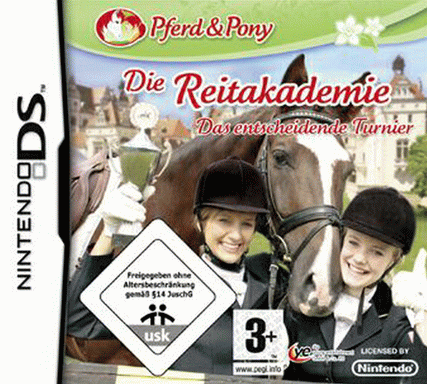 Pferd & Pony
Die Reitakademie
Das entscheidende Turnier
NINTENDO DS™
Freigegeben ohne
Altersbeschränkung
gemäß §14 JuschG
usk
3+
www.pegi.info
LICENSED BY
Nintendo